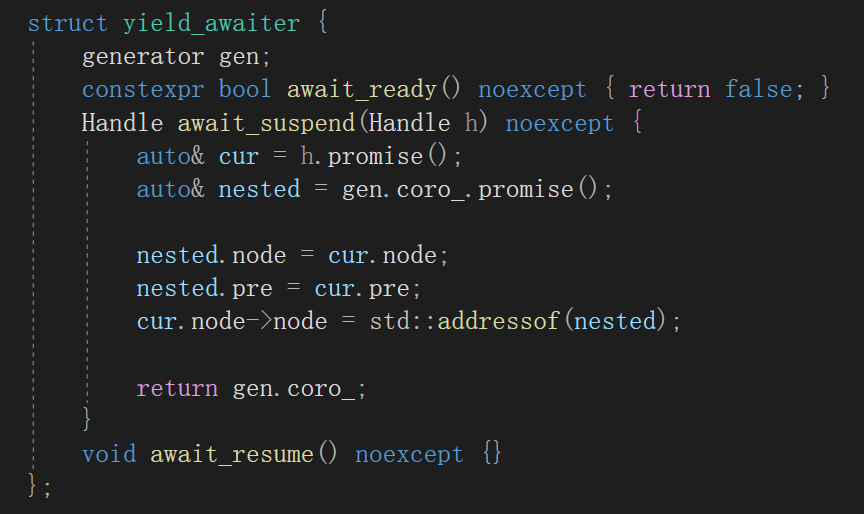 struct yield_awaiter {
    generator gen;
    constexpr bool await_ready() noexcept { return false; }
    Handle await_suspend(Handle h) noexcept {
        auto& cur = h.promise();
        auto& nested = gen.coro_.promise();

        nested.node = cur.node;
        nested.pre = cur.pre;
        cur.node->node = std::addressof(nested);

        return gen.coro_;
    }
    void await_resume() noexcept {}
};